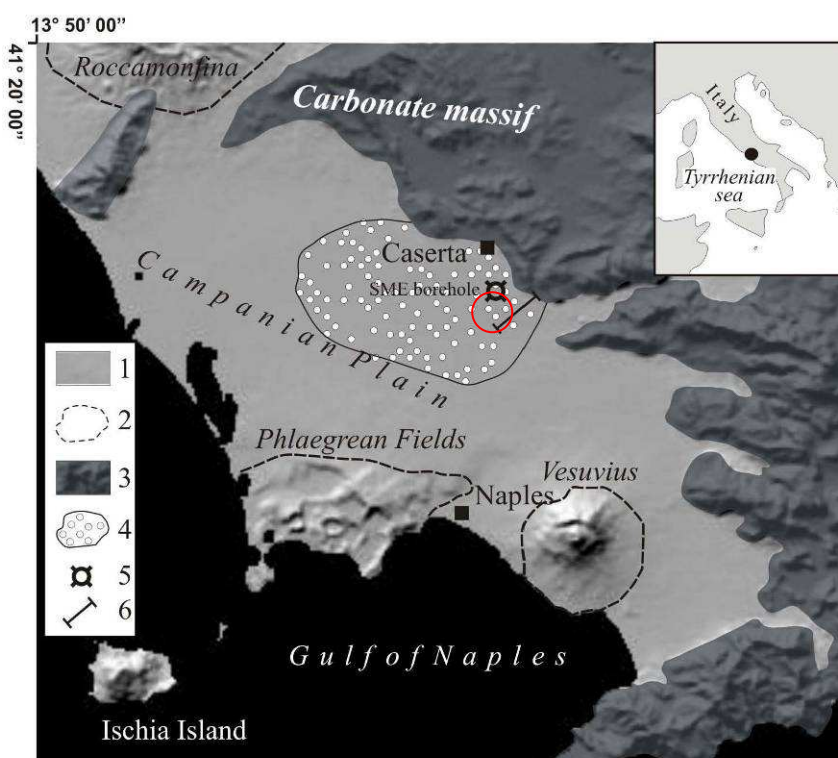 13° 50’ 00”
41° 20’ 00”
Roccamonfina
Carbonate massif
Italy
Tyrrhenian
sea
Caserta
SME borehole
Campanian Plain
1
2
3
4
5
6
Phlaegrean Fields
Vesuvius
Naples
Gulf of Naples
Ischia Island